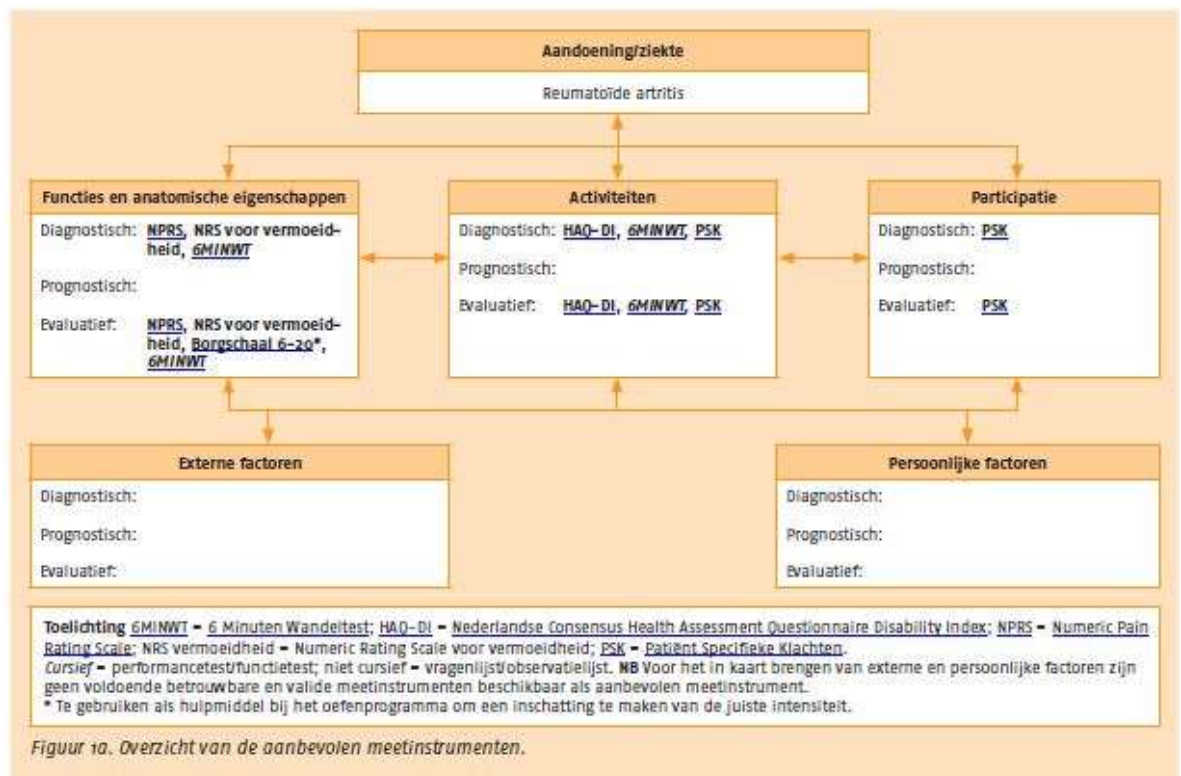 Aandoening/ziekte
Reumatoïde artritis
Functies en anatomische eigenschappen
Diagnostisch: NPRS, NRS voor vermoeid-
heid, 6MINWT
Prognostisch:
Evaluatief: NPRS, NRS voor vermoeid-
heid, Borgschaal 6-20*,
6MINWT
Activiteiten
Diagnostisch: HAQ-DI, 6MINWT, PSK
Prognostisch:
Evaluatief: HAQ-DI, 6MINWT, PSK
Participatie
Diagnostisch: PSK
Prognostisch:
Evaluatief: PSK
Externe factoren
Diagnostisch:
Prognostisch:
Evaluatief:
Persoonlijke factoren
Diagnostisch:
Prognostisch:
Evaluatief:
Toelichting 6MINWT = 6 Minuten Wandeltest; HAQ-DI = Nederlandse Consensus Health Assessment Questionnaire Disability Index; NPRS = Numeric Pain
Rating Scale; NRS vermoeidheid = Numeric Rating Scale voor vermoeidheid; PSK = Patiënt Specifieke Klachten.
Cursief = performancetest/functietest; niet cursief = vragenlijst/observatielijst. NB Voor het in kaart brengen van externe en persoonlijke factoren zijn
geen voldoende betrouwbare en valide meetinstrumenten beschikbaar als aanbevolen meetinstrument.
* Te gebruiken als hulpmiddel bij het oefenprogramma om een inschatting te maken van de juiste intensiteit.
Figuur 1a. Overzicht van de aanbevolen meetinstrumenten.